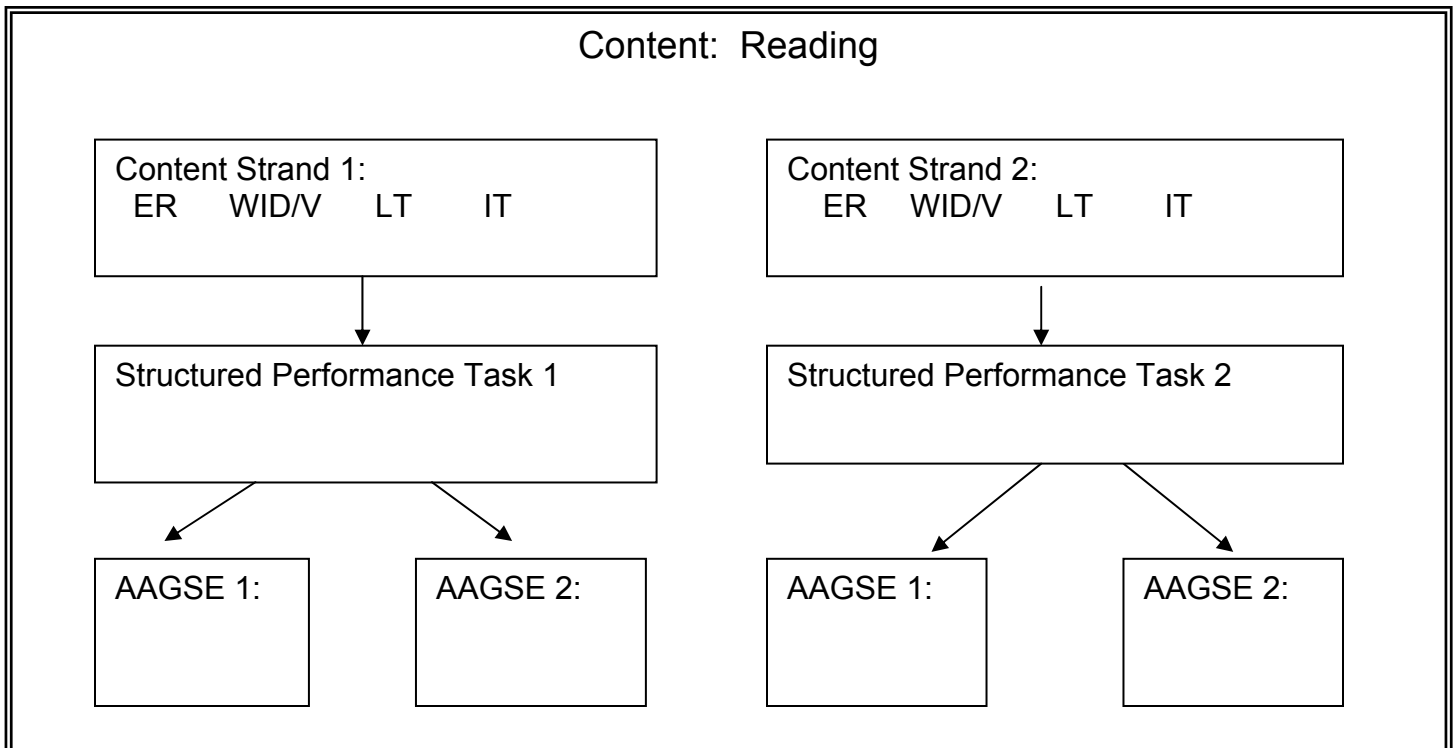 Content: Reading
Content Strand 1:
ER WID/V LT IT
Content Strand 2:
ER WID/V LT IT
Structured Performance Task 1
Structured Performance Task 2
AAGSE 1:
AAGSE 2:
AAGSE 1:
AAGSE 2: